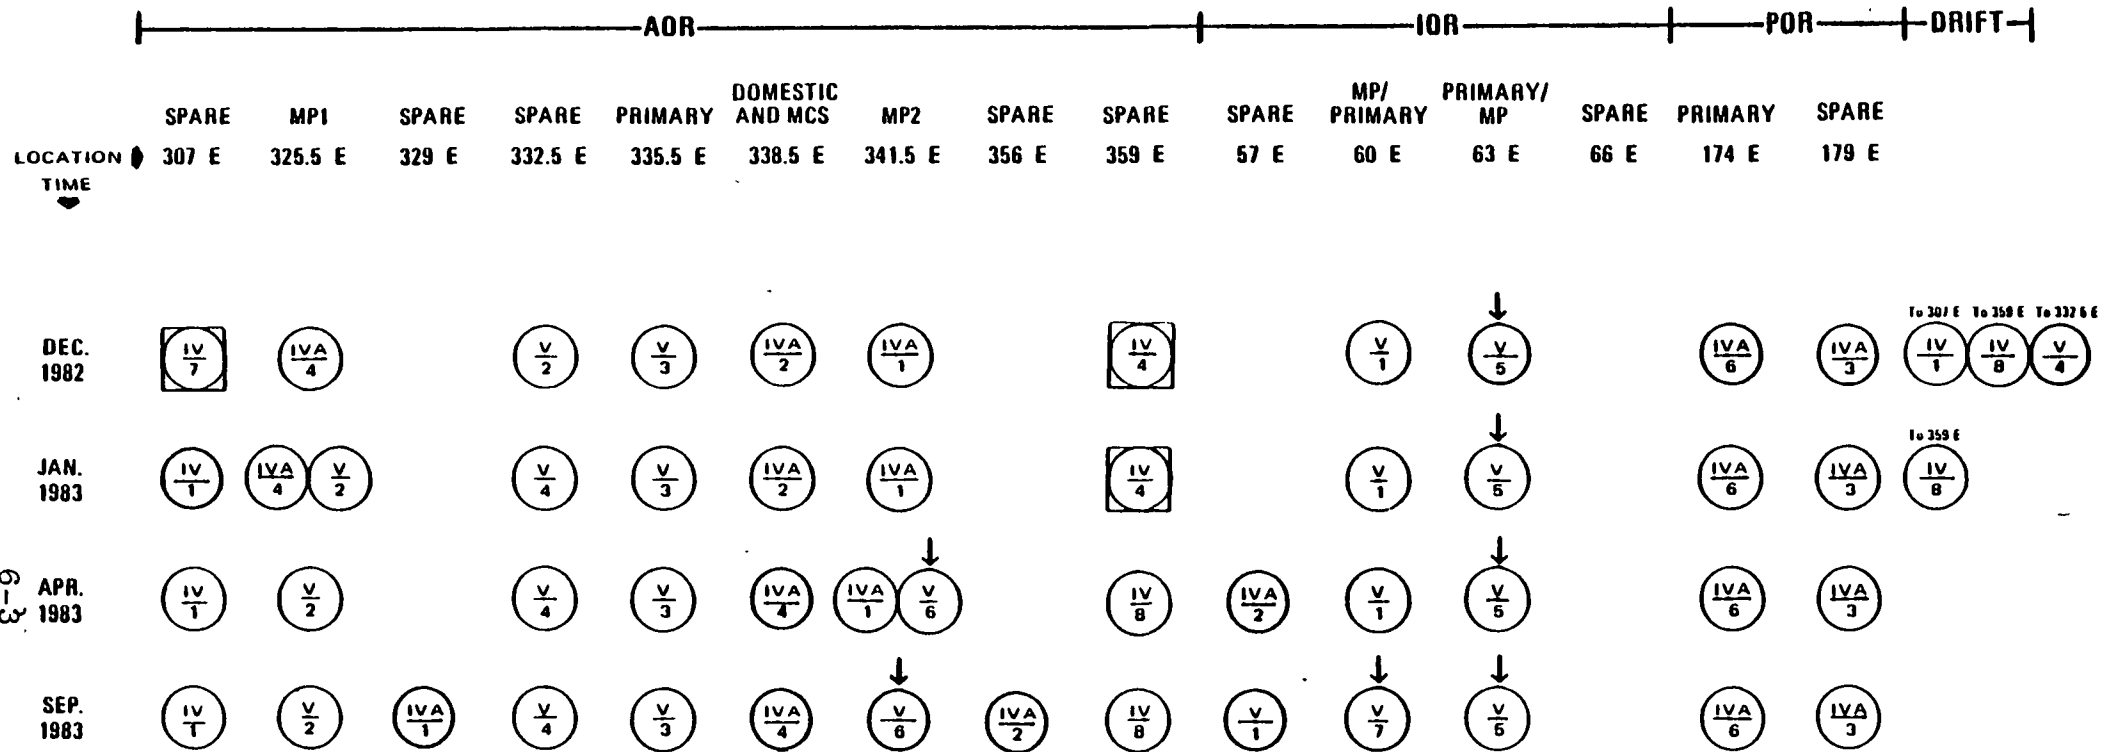 AOR IOR POR DRIFT
DOMESTIC MP/ PRIMARY/
SPARE MP1 SPARE SPARE PRIMARY AND MCS MP2 SPARE SPARE SPARE PRIMARY MP SPARE PRIMARY SPARE
LOCATION 307 E 325.5 E 329 E 332.5 E 335.5 E 338.5 E 341.5 E 356 E 359 E 57 E 60 E 63 E 66 E 174 E 179 E
TIME
To 307 E To 359 E To 332 5 E
DEC. IV IVA V V IVA IVA IV V V IVA IVA IV IV V
1982 7 4 2 3 2 1 4 1 5 6 3 1 8 4
To 359 E
JAN. IV IVA V V V IVA IVA IV V V IVA IVA IV
1983 1 4 2 4 3 2 1 4 1 5 6 3 8
APR. IV V V V IVA IVA V IV IVA V V IVA IVA
1983 1 2 4 3 4 1 6 8 2 1 5 6 3
6-3
SEP. IV V IVA V V IVA V IVA IV V V V IVA IVA
1983 1 2 1 4 3 4 6 2 8 1 7 5 6 3